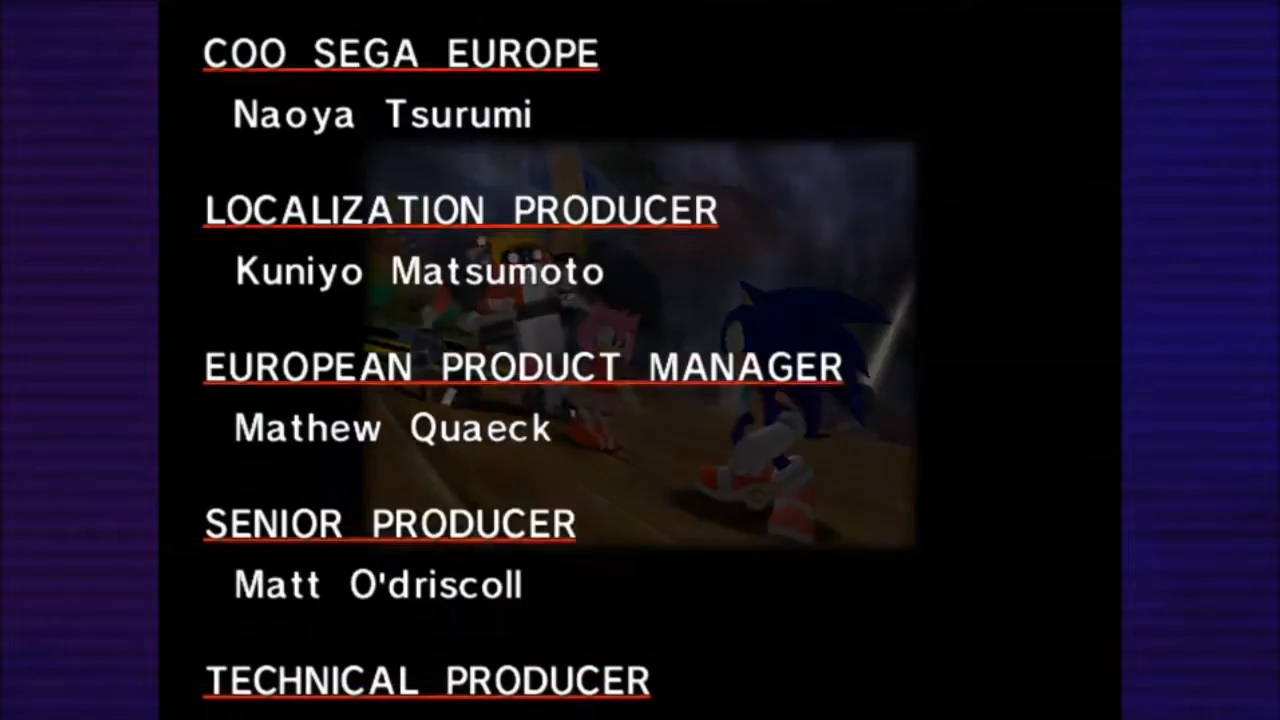 COO SEGA EUROPE
Naoya Tsurumi
LOCALIZATION PRODUCER
Kuniyo Matsumoto
EUROPEAN PRODUCT MANAGER
Mathew Quaeck
SENIOR PRODUCER
Matt O'driscoll
TECHNICAL PRODUCER